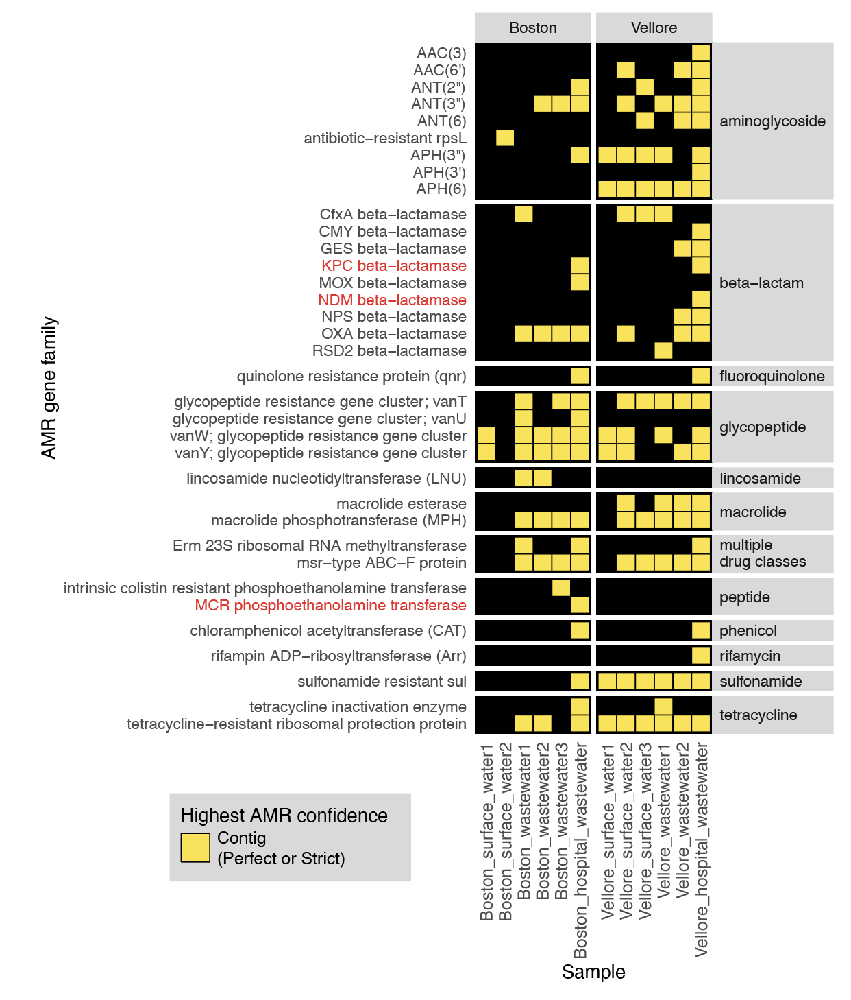 Boston
Vellore
AAC(3)
AAC(6')
ANT(2")
ANT(3")
ANT(6)
antibiotic−resistant rpsL
APH(3")
APH(3')
APH(6)
aminoglycoside
CfxA beta−lactamase
CMY beta−lactamase
GES beta−lactamase
KPC beta−lactamase
MOX beta−lactamase
NDM beta−lactamase
NPS beta−lactamase
OXA beta−lactamase
RSD2 beta−lactamase
beta−lactam
quinolone resistance protein (qnr)
fluoroquinolone
glycopeptide resistance gene cluster; vanT
glycopeptide resistance gene cluster; vanU
vanW; glycopeptide resistance gene cluster
vanY; glycopeptide resistance gene cluster
glycopeptide
lincosamide nucleotidyltransferase (LNU)
lincosamide
macrolide esterase
macrolide phosphotransferase (MPH)
macrolide
Erm 23S ribosomal RNA methyltransferase
msr−type ABC−F protein
multiple
drug classes
intrinsic colistin resistant phosphoethanolamine transferase
MCR phosphoethanolamine transferase
peptide
chloramphenicol acetyltransferase (CAT)
phenicol
rifampin ADP−ribosyltransferase (Arr)
rifamycin
sulfonamide resistant sul
sulfonamide
tetracycline inactivation enzyme
tetracycline−resistant ribosomal protection protein
tetracycline
AMR gene family
Boston_surface_water1
Boston_surface_water2
Boston_wastewater1
Boston_wastewater2
Boston_wastewater3
Boston_hospital_wastewater
Vellore_surface_water1
Vellore_surface_water2
Vellore_surface_water3
Vellore_wastewater1
Vellore_wastewater2
Vellore_hospital_wastewater
Sample
Highest AMR confidence
Contig
(Perfect or Strict)